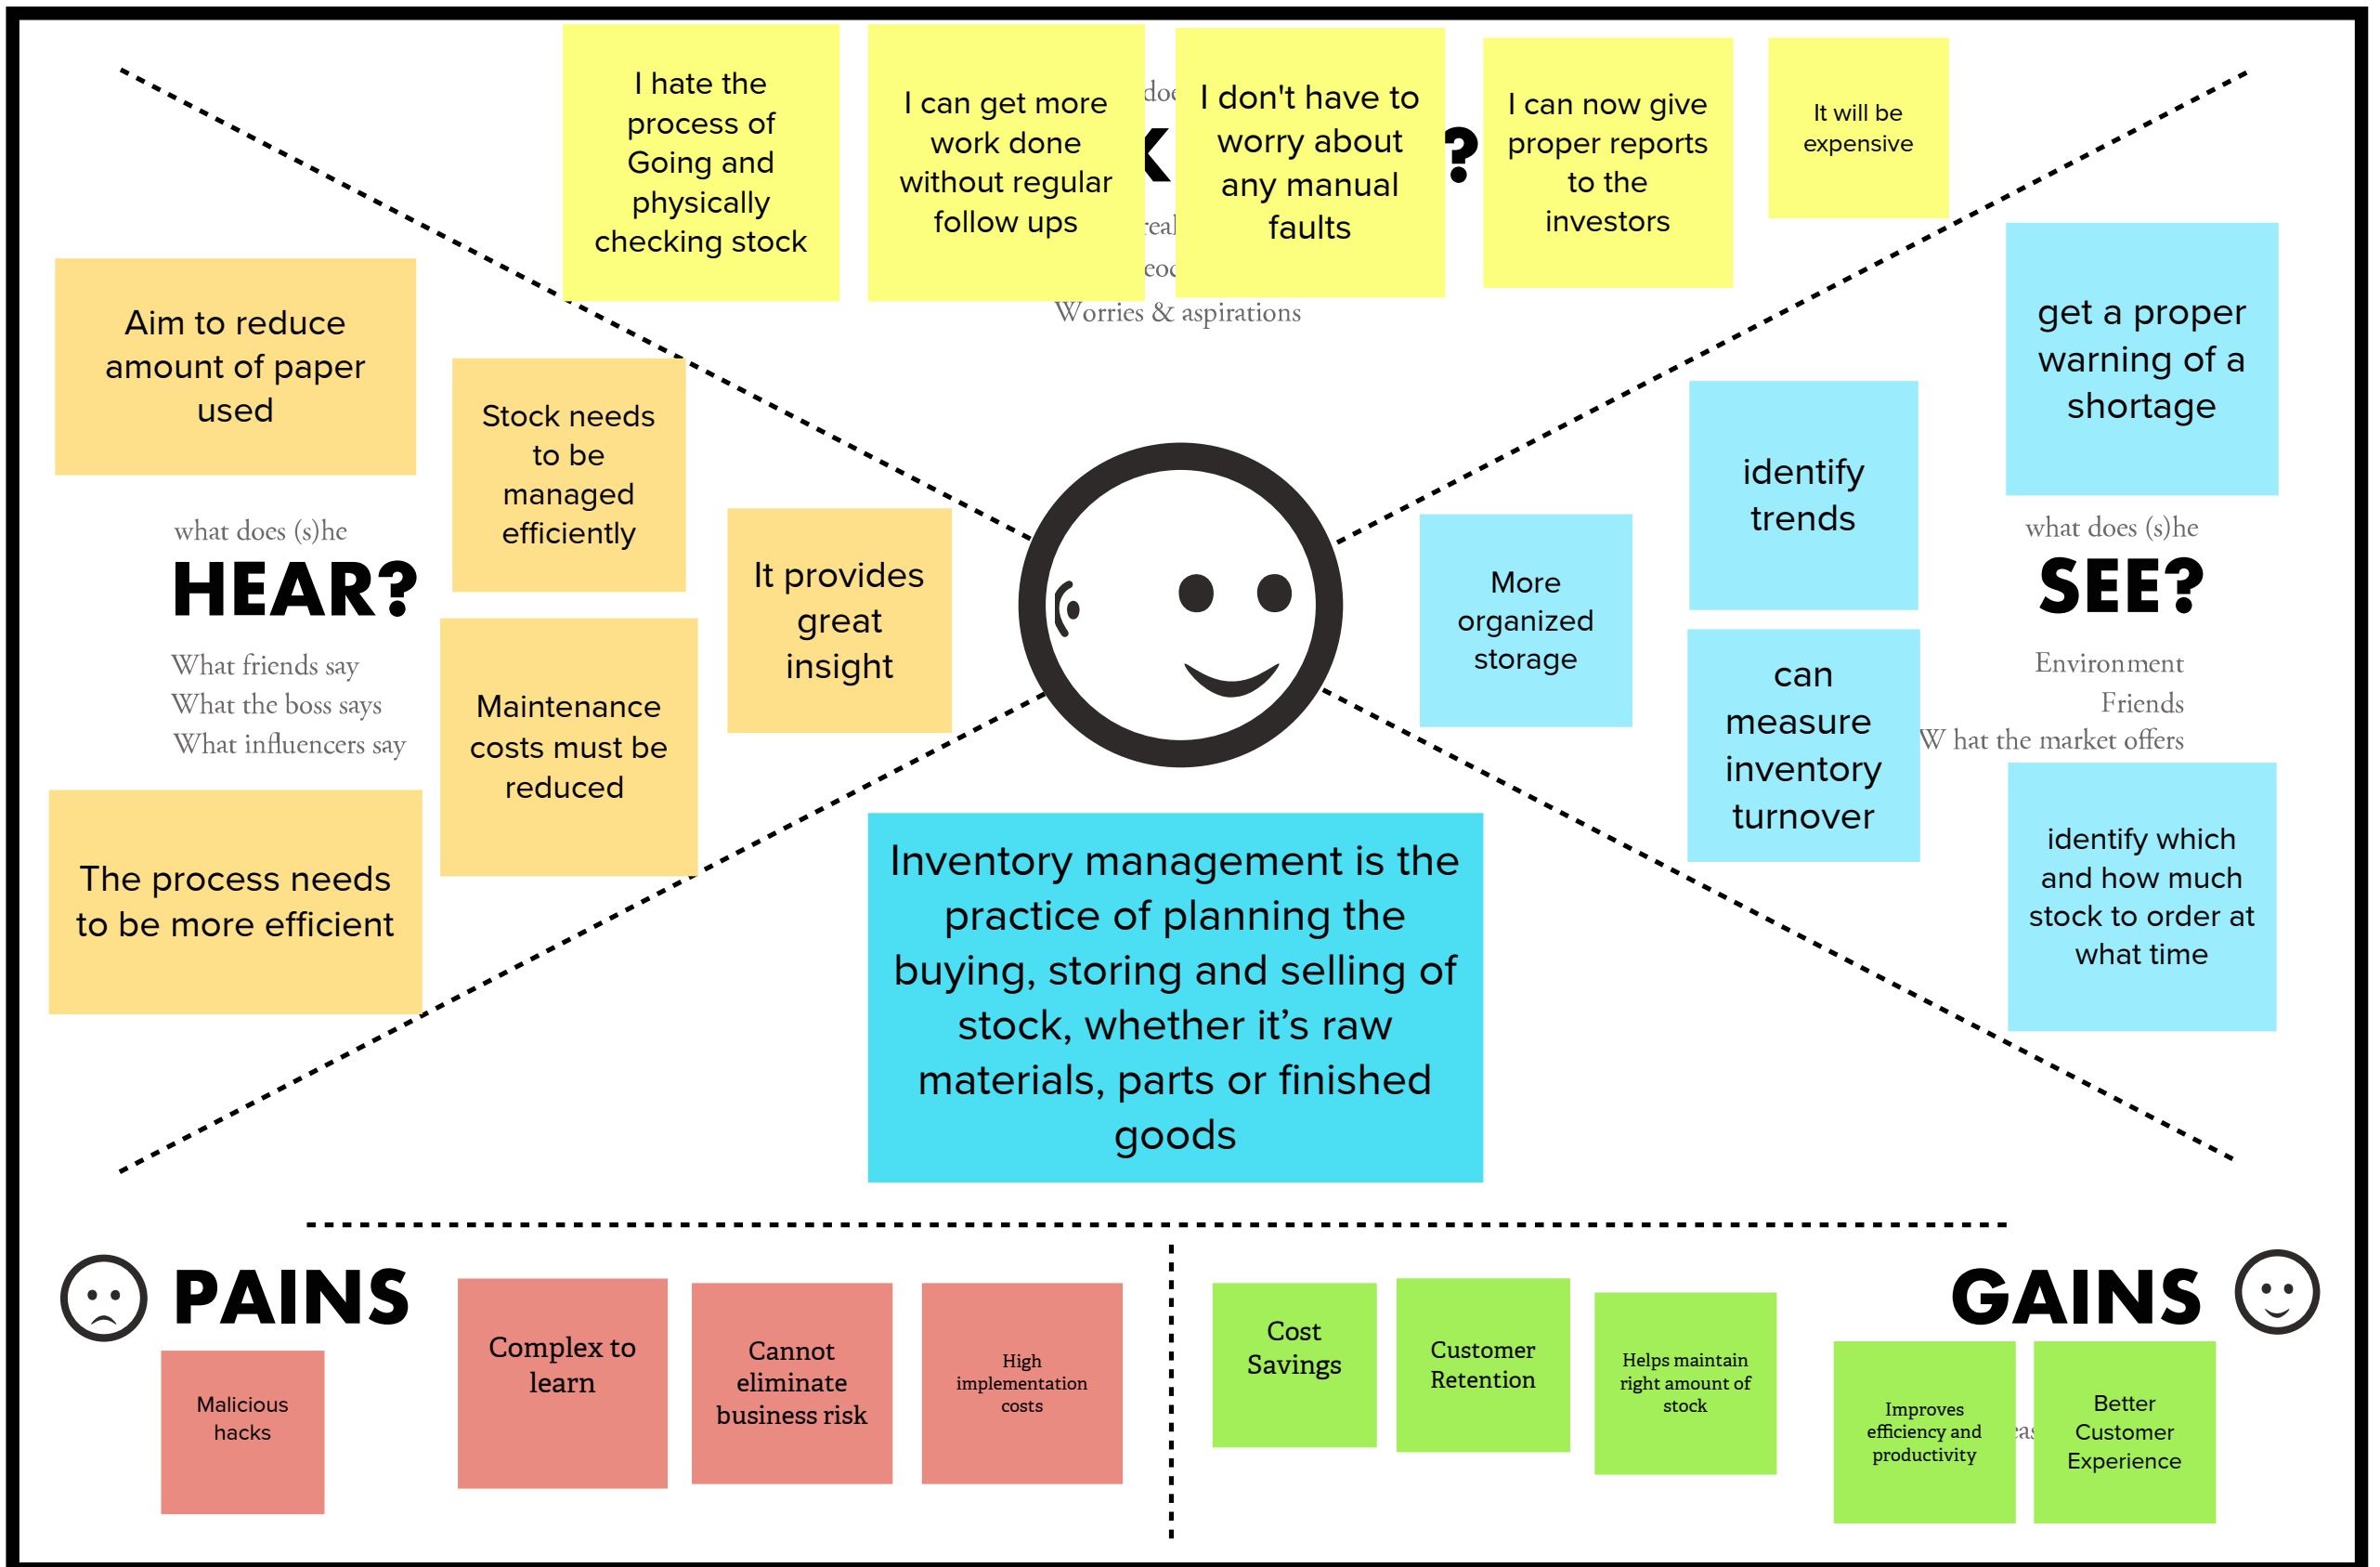 I hate the
process of
Going and
physically
checking stock
I can get more
work done
without regular
follow ups
I don't have to
worry about
any manual
faults
I can now give
proper reports
to the
investors
It will be
expensive
?
Worries & aspirations
Aim to reduce
amount of paper
used
Stock needs
to be
managed
efficiently
It provides
great
insight
what does (s)he
HEAR?
What friends say
What the boss says
What influencers say
Maintenance
costs must be
reduced
The process needs
to be more efficient
get a proper
warning of a
shortage
identify
trends
More
organized
storage
what does (s)he
SEE?
Environment
Friends
W hat the market offers
can
measure
inventory
turnover
identify which
and how much
stock to order at
what time
Inventory management is the
practice of planning the
buying, storing and selling of
stock, whether it’s raw
materials, parts or finished
goods
PAINS
Malicious
hacks
Complex to
learn
Cannot
eliminate
business risk
High
implementation
costs
GAINS
Cost
Savings
Customer
Retention
Helps maintain
right amount of
stock
Improves
efficiency and
productivity
Better
Customer
Experience